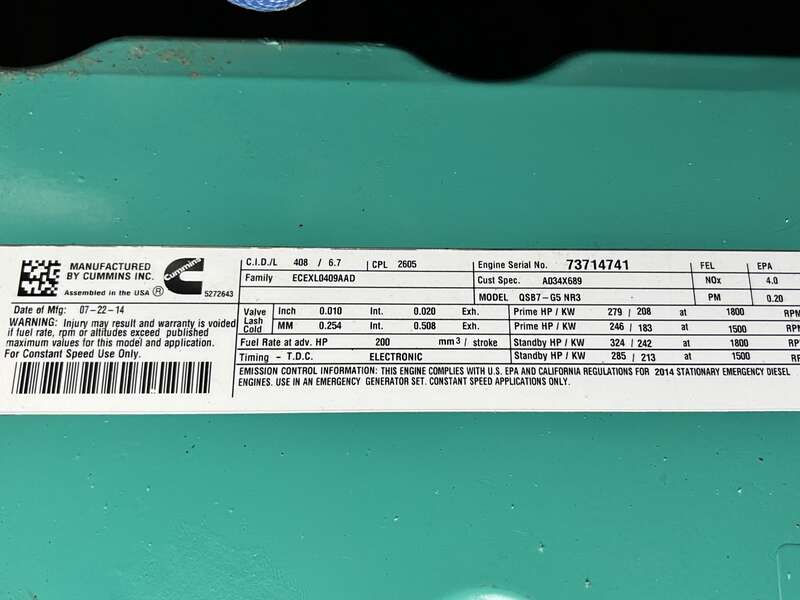 MANUFACTURED
BY CUMMINS INC.
Cummins
Assembled in the USA ®
5272643
Date of Mfg: 07-22-14
WARNING: Injury may result and warranty is voided
if fuel rate, rpm or altitudes exceed published
maximum values for this model and application.
For Constant Speed Use Only.
C.I.D./L 408 / 6.7 CPL 2605
Family ECEXL0409AAD
Engine Serial No. 73714741
Cust Spec. A034X689
MODEL QSB7-G5 NR3
FEL EPA
NOx 4.0
PM 0.20
Valve
Lash
Cold
Inch 0.010 Int. 0.020 Exh.
MM 0.254 Int. 0.508 Exh.
Fuel Rate at adv. HP 200 mm³ / stroke
Timing - T.D.C. ELECTRONIC
Prime HP / KW 279 / 208 at 1800 RPM
Prime HP / KW 246 / 183 at 1500 RP
Standby HP / KW 324 / 242 at 1800 RP
Standby HP / KW 285 / 213 at 1500 RP
EMISSION CONTROL INFORMATION: THIS ENGINE COMPLIES WITH U.S. EPA AND CALIFORNIA REGULATIONS FOR 2014 STATIONARY EMERGENCY DIESEL
ENGINES. USE IN AN EMERGENCY GENERATOR SET. CONSTANT SPEED APPLICATIONS ONLY.